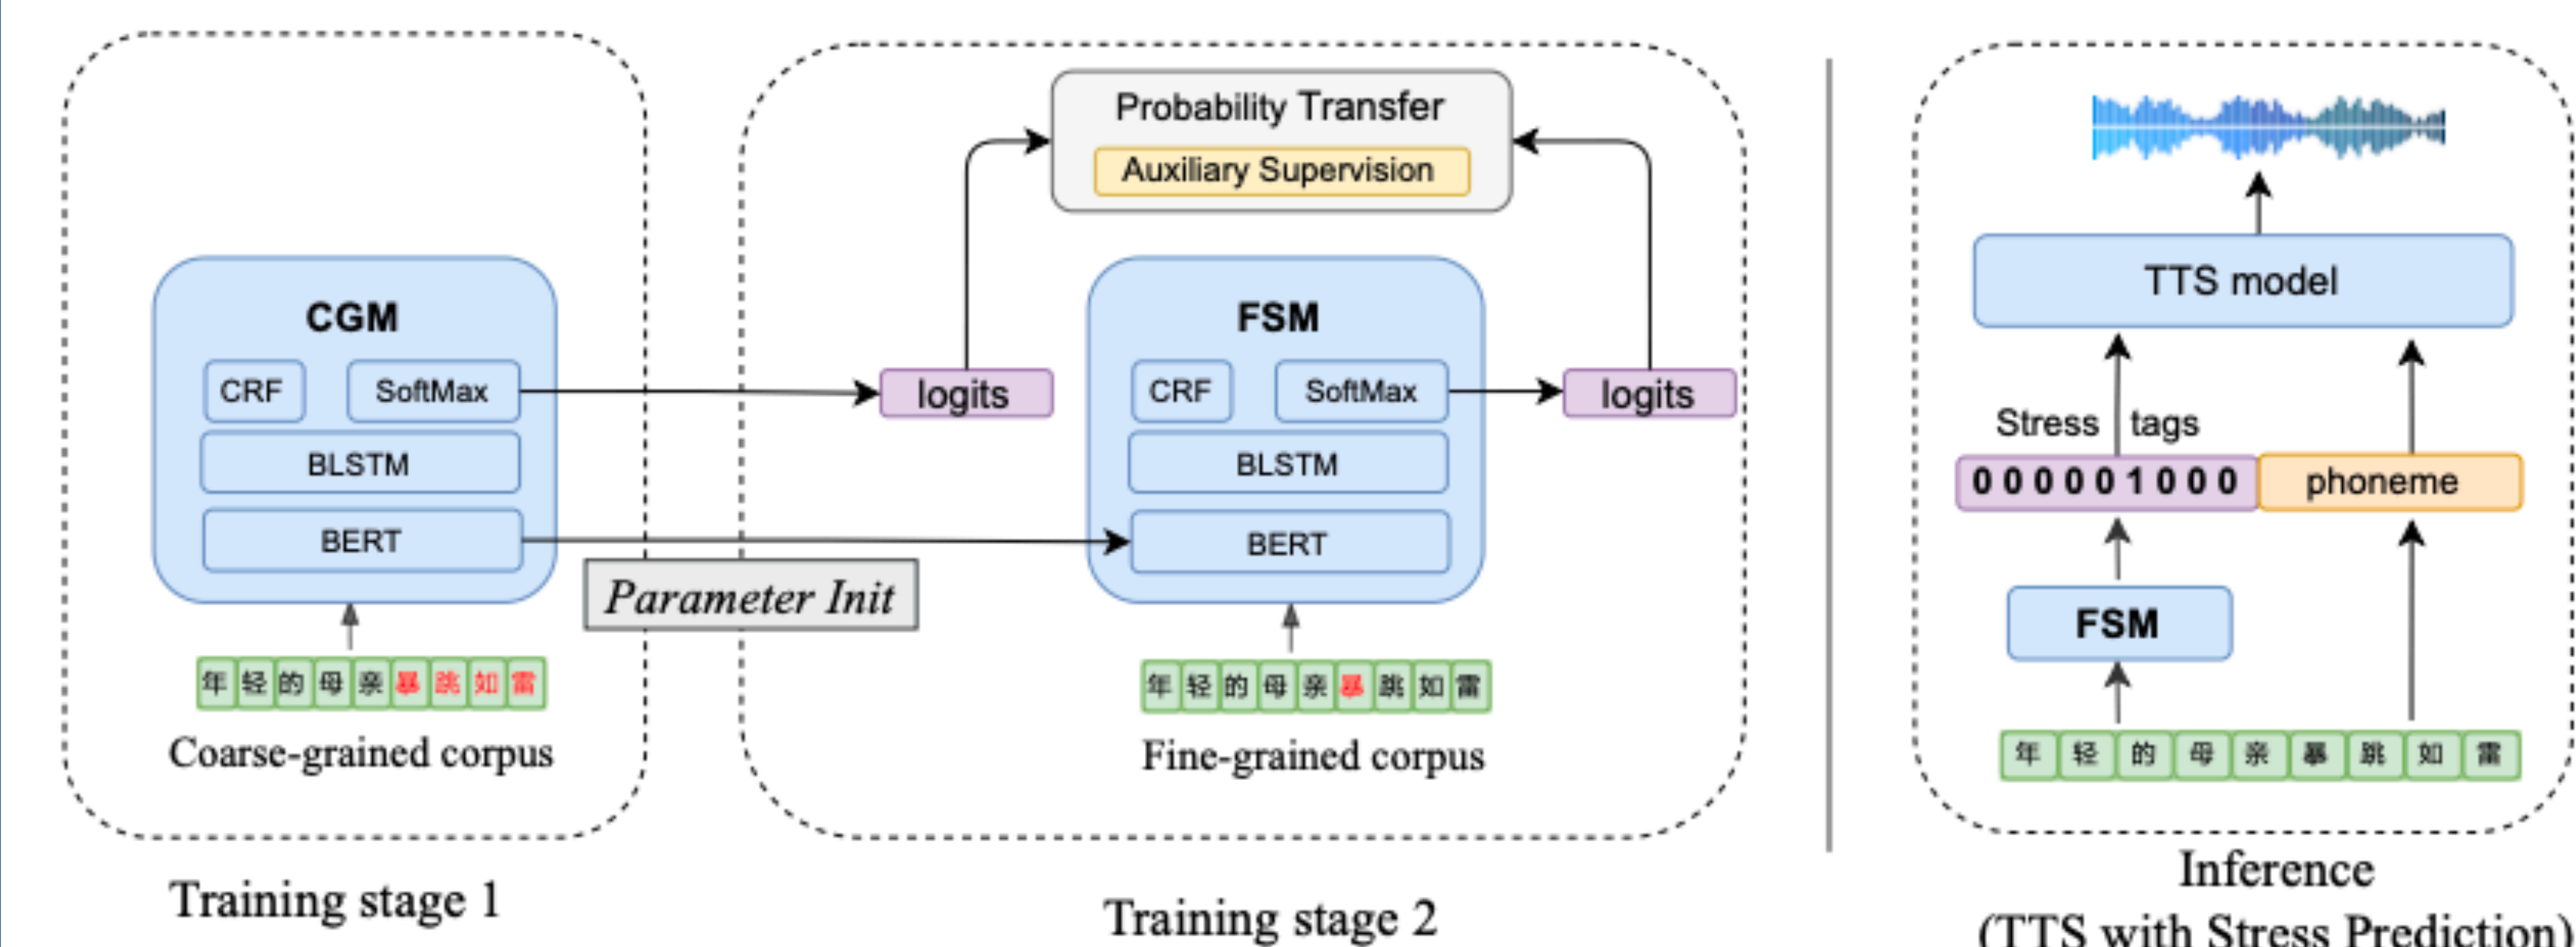 CGM
CRF
SoftMax
BLSTM
BERT
年轻的母亲暴跳如雷
Coarse-grained corpus
Training stage 1
Parameter Init
Probability Transfer
Auxiliary Supervision
logits
FSM
CRF
SoftMax
BLSTM
BERT
logits
年轻的母亲暴跳如雷
Fine-grained corpus
Training stage 2
TTS model
Stress tags
0 0 0 0 0 1 0 0 0
phoneme
FSM
年轻的母亲暴跳如雷
Inference
(TTS with Stress Prediction)